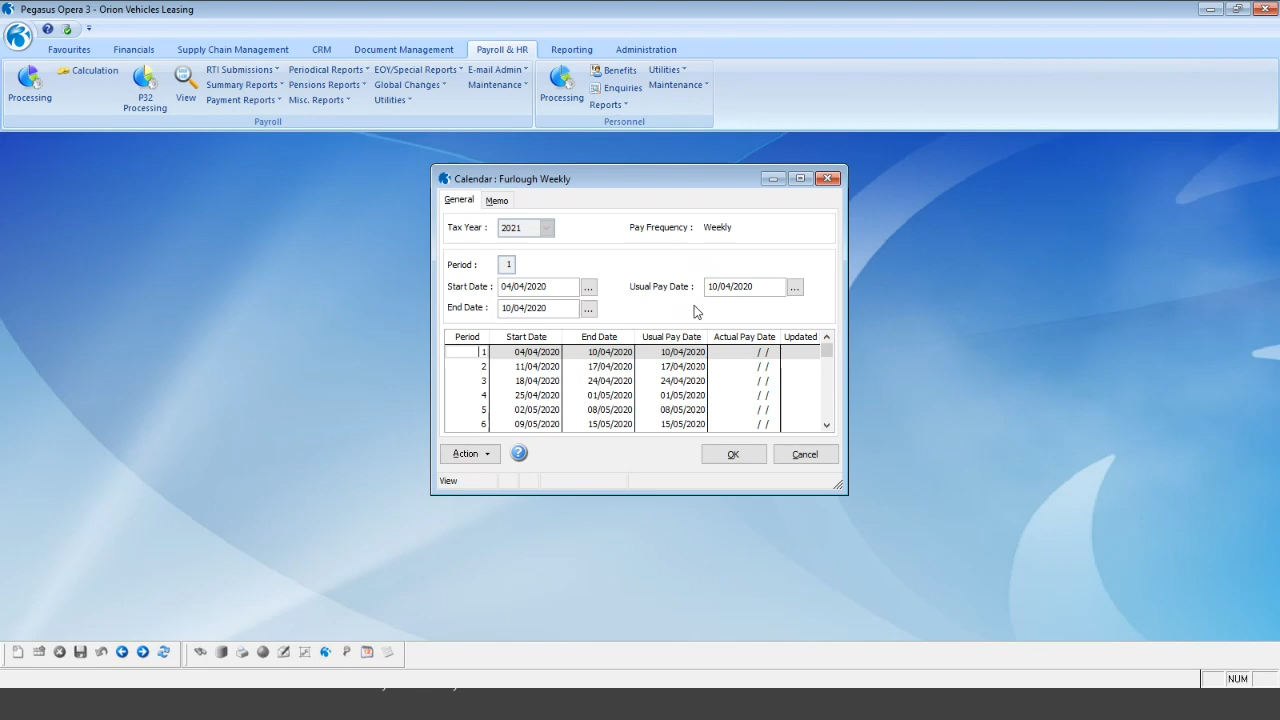 Pegasus Opera 3 - Orion Vehicles Leasing
Favourites Financials Supply Chain Management CRM Document Management Payroll & HR Reporting Administration
Processing Calculation P32 Processing View
RTI Submissions Periodical Reports EOY/Special Reports E-mail Admin
Summary Reports Pensions Reports Global Changes Maintenance
Payment Reports Misc. Reports Utilities
Payroll
Processing Benefits Utilities
Enquiries Maintenance
Reports
Personnel
Calendar : Furlough Weekly
General Memo
Tax Year : 2021 Pay Frequency : Weekly
Period : 1
Start Date : 04/04/2020 ... Usual Pay Date : 10/04/2020 ...
End Date : 10/04/2020 ...
Period Start Date End Date Usual Pay Date Actual Pay Date Updated
1 04/04/2020 10/04/2020 10/04/2020 / /
2 11/04/2020 17/04/2020 17/04/2020 / /
3 18/04/2020 24/04/2020 24/04/2020 / /
4 25/04/2020 01/05/2020 01/05/2020 / /
5 02/05/2020 08/05/2020 08/05/2020 / /
6 09/05/2020 15/05/2020 15/05/2020 / /
Action OK Cancel
View
NUM